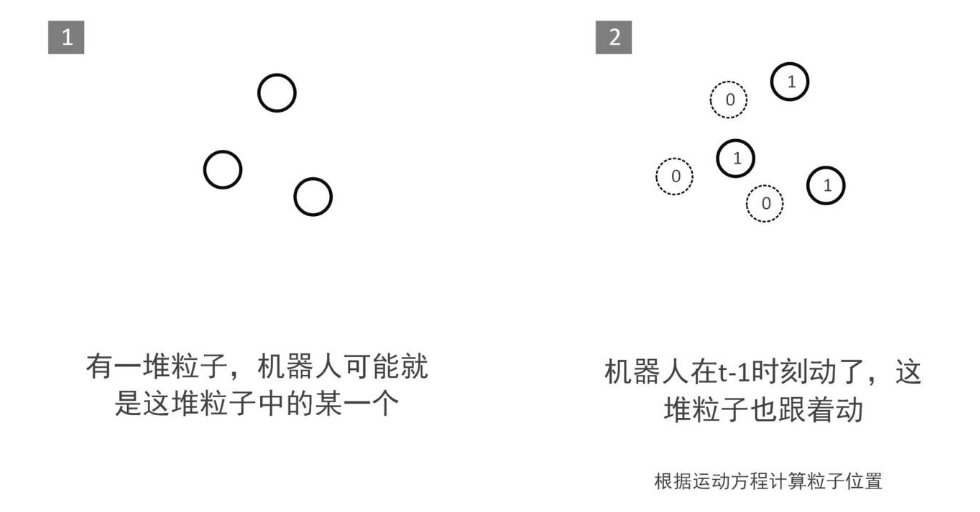 1
有一堆粒子，机器人可能就
是这堆粒子中的某一个
2
0
1
1
0
0
1
机器人在t-1时刻动了，这
堆粒子也跟着动
根据运动方程计算粒子位置